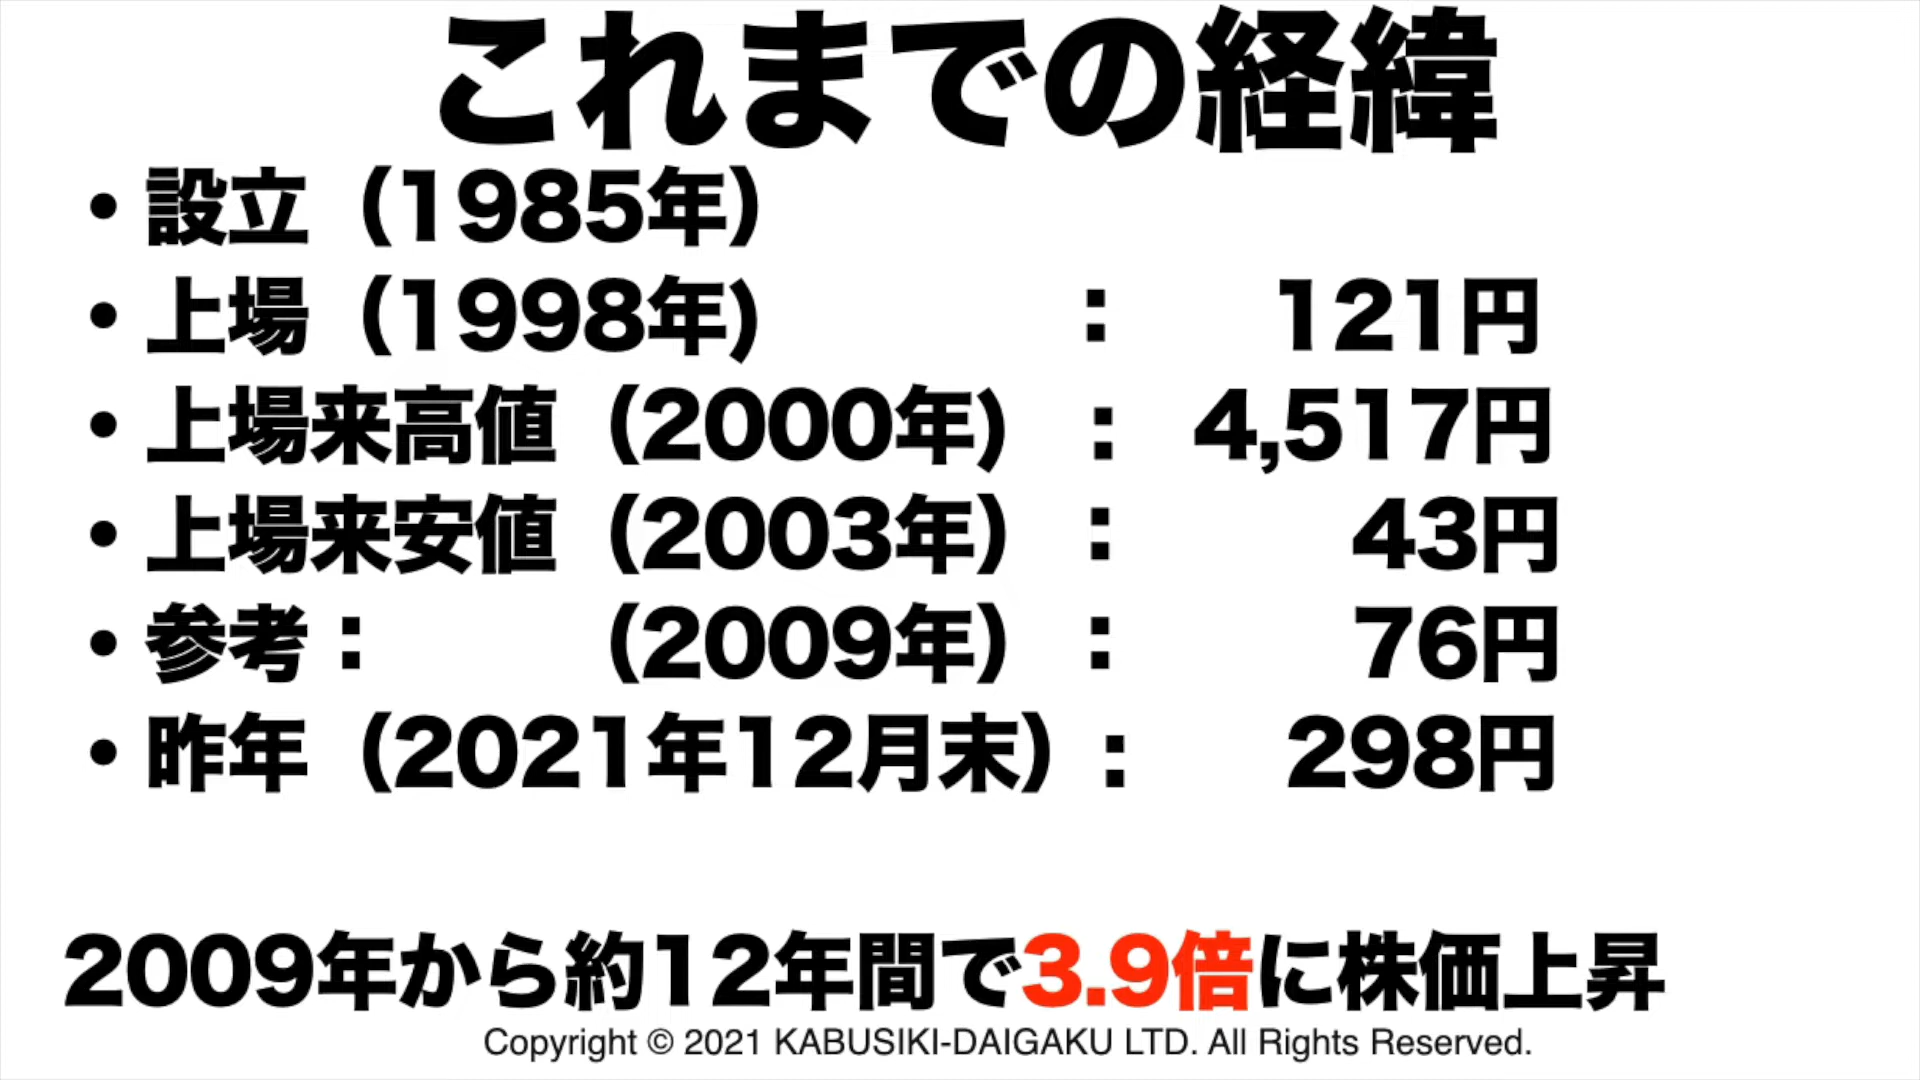 これまでの経緯
•設立（1985年）
•上場（1998年) ： 121円
•上場来高値（2000年) : 4,517円
•上場来安値（2003年）： 43円
•参考： （2009年）： 76円
•昨年（2021年12月末）: 298円
2009年から約12年間で3.9倍に株価上昇
Copyright © 2021 KABUSIKI-DAIGAKU LTD. All Rights Reserved.